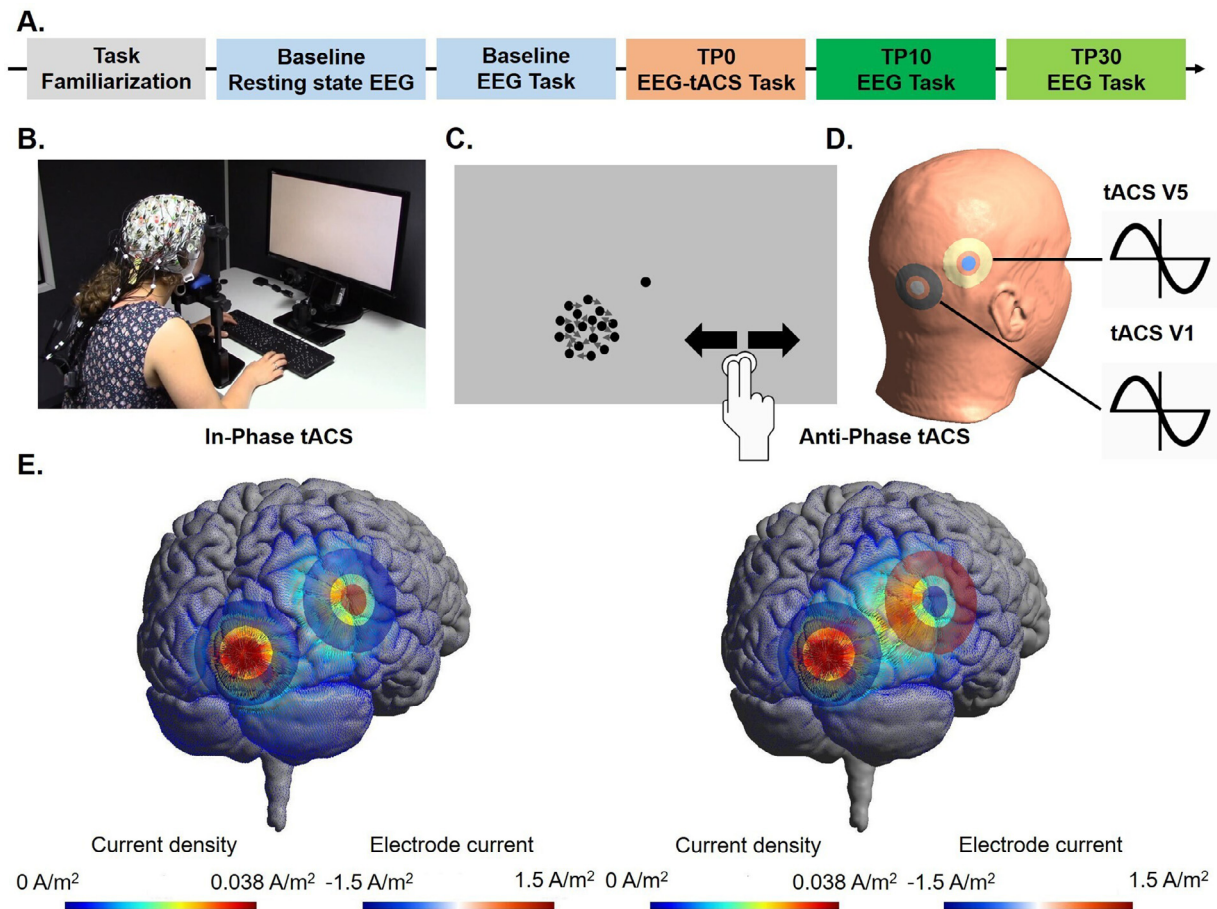 A.
Task
Familiarization
Baseline
Resting state EEG
Baseline
EEG Task
TP0
EEG-tACS Task
TP10
EEG Task
TP30
EEG Task
B.
C.
D.
tACS V5
tACS V1
In-Phase tACS
Anti-Phase tACS
E.
Current density
Electrode current
Current density
Electrode current
0 A/m²
0.038 A/m²
-1.5 A/m²
1.5 A/m²
0 A/m²
0.038 A/m²
-1.5 A/m²
1.5 A/m²